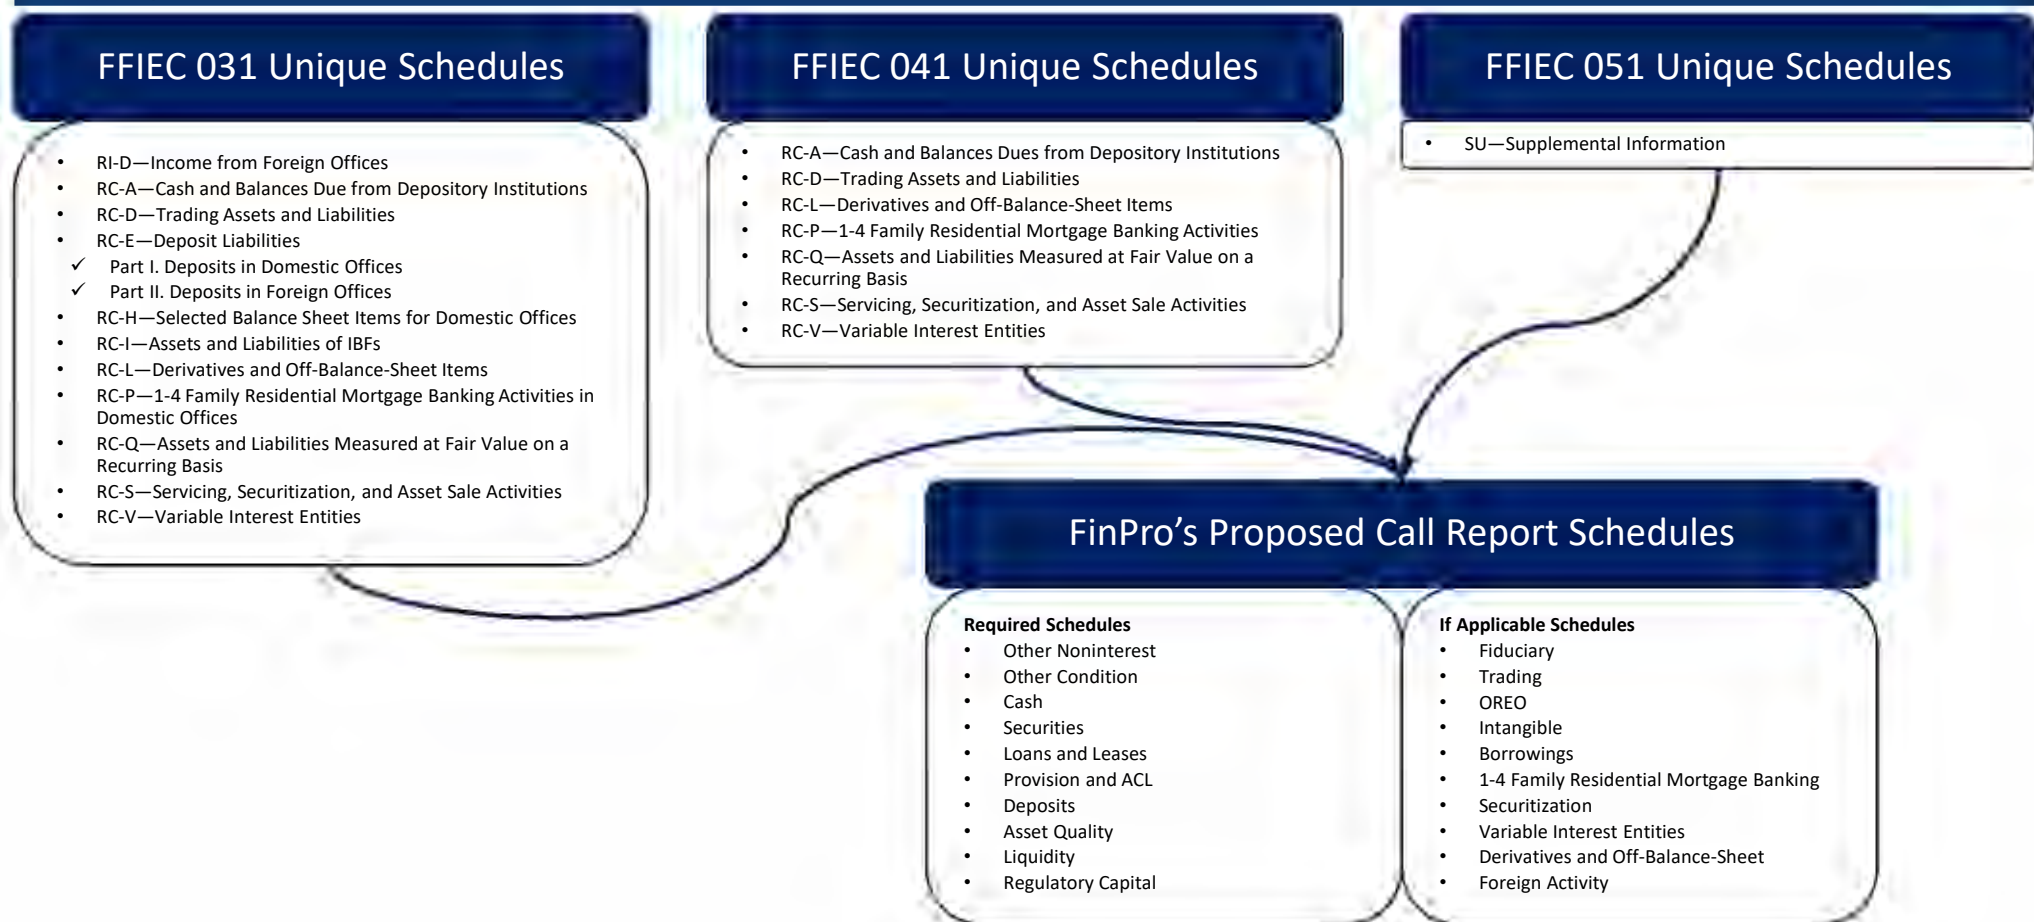 FFIEC 031 Unique Schedules
• RI-D—Income from Foreign Offices
• RC-A—Cash and Balances Due from Depository Institutions
• RC-D—Trading Assets and Liabilities
• RC-E—Deposit Liabilities
✓ Part I. Deposits in Domestic Offices
✓ Part II. Deposits in Foreign Offices
• RC-H—Selected Balance Sheet Items for Domestic Offices
• RC-I—Assets and Liabilities of IBFs
• RC-L—Derivatives and Off-Balance-Sheet Items
• RC-P—1-4 Family Residential Mortgage Banking Activities in
Domestic Offices
• RC-Q—Assets and Liabilities Measured at Fair Value on a
Recurring Basis
• RC-S—Servicing, Securitization, and Asset Sale Activities
• RC-V—Variable Interest Entities
FFIEC 041 Unique Schedules
• RC-A—Cash and Balances Dues from Depository Institutions
• RC-D—Trading Assets and Liabilities
• RC-L—Derivatives and Off-Balance-Sheet Items
• RC-P—1-4 Family Residential Mortgage Banking Activities
• RC-Q—Assets and Liabilities Measured at Fair Value on a
Recurring Basis
• RC-S—Servicing, Securitization, and Asset Sale Activities
• RC-V—Variable Interest Entities
FFIEC 051 Unique Schedules
• SU—Supplemental Information
FinPro’s Proposed Call Report Schedules
Required Schedules
• Other Noninterest
• Other Condition
• Cash
• Securities
• Loans and Leases
• Provision and ACL
• Deposits
• Asset Quality
• Liquidity
• Regulatory Capital
If Applicable Schedules
• Fiduciary
• Trading
• OREO
• Intangible
• Borrowings
• 1-4 Family Residential Mortgage Banking
• Securitization
• Variable Interest Entities
• Derivatives and Off-Balance-Sheet
• Foreign Activity